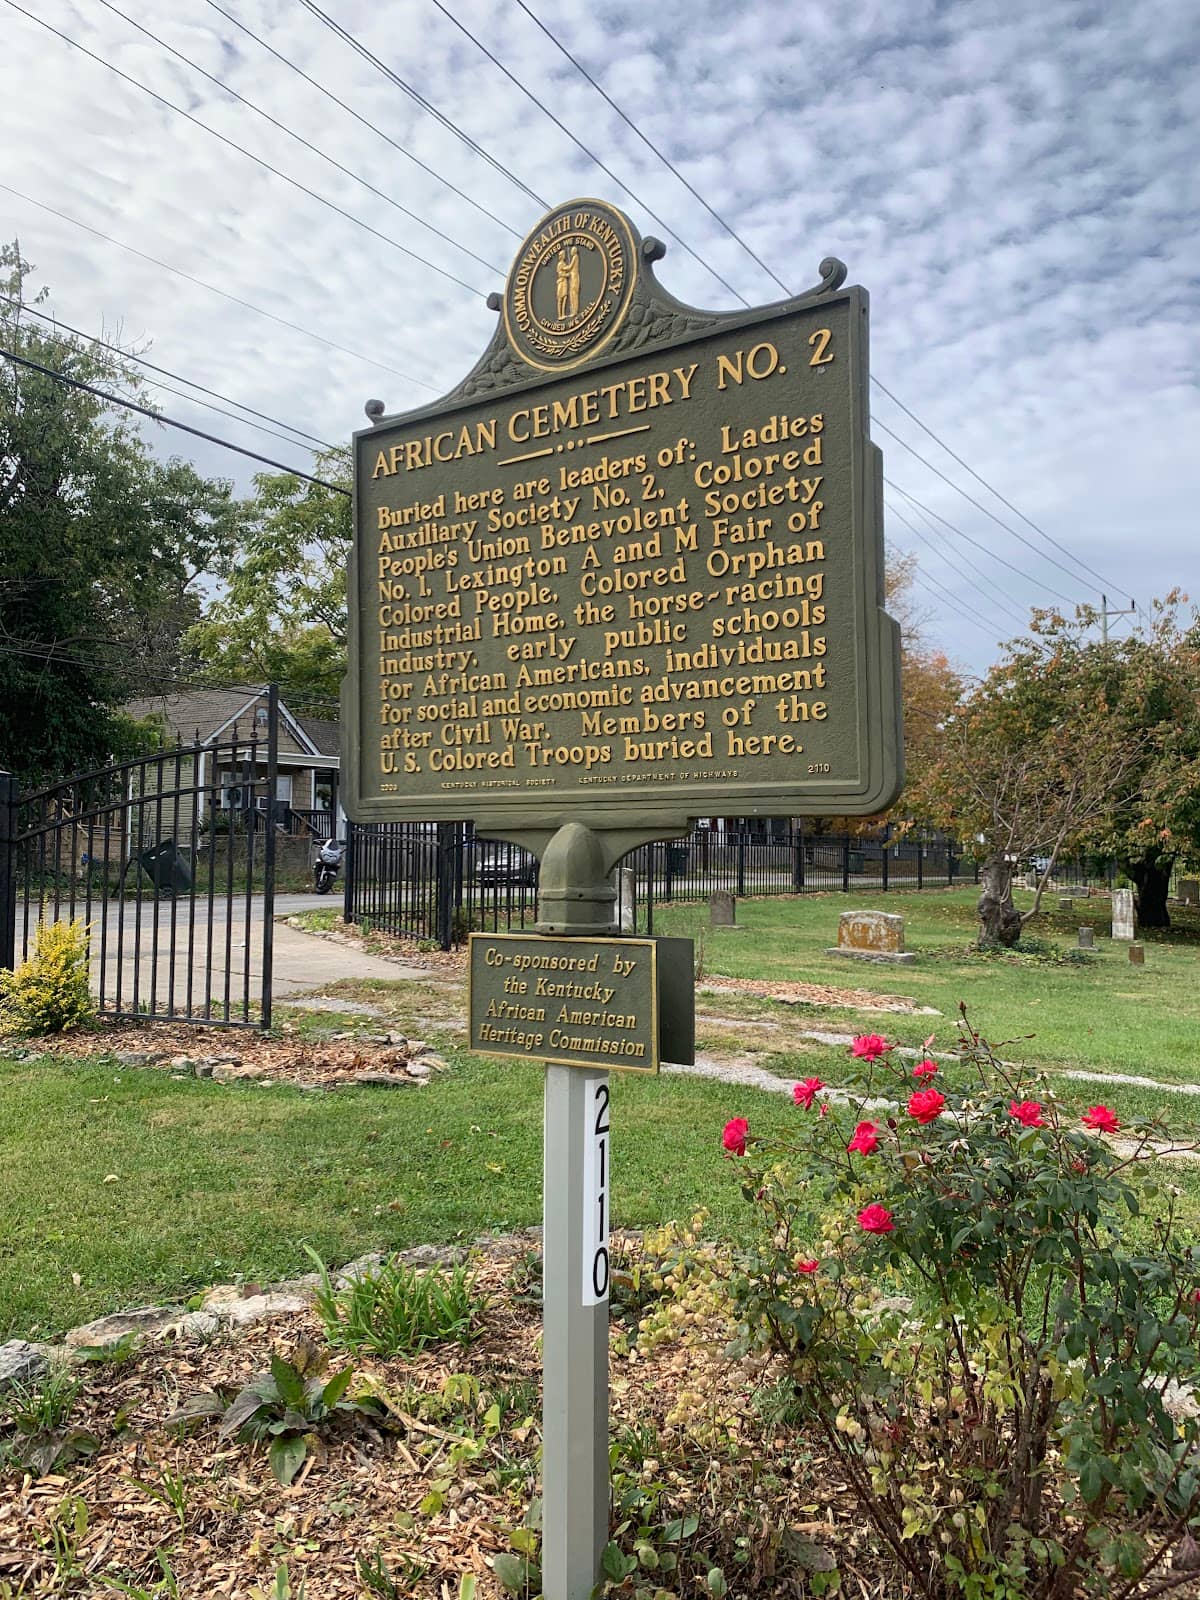 COMMONWEALTH OF KENTUCKY
UNITED WE STAND
DIVIDED WE FALL
AFRICAN CEMETERY NO. 2
Buried here are leaders of: Ladies
Auxiliary Society No. 2, Colored
People's Union Benevolent Society
No. 1, Lexington A and M Fair of
Colored People, Colored Orphan
Industrial Home, the horse-racing
industry, early public schools
for African Americans, individuals
for social and economic advancement
after Civil War. Members of the
U. S. Colored Troops buried here.
KENTUCKY HISTORICAL SOCIETY KENTUCKY DEPARTMENT OF HIGHWAYS 2110
Co-sponsored by
the Kentucky
African American
Heritage Commission
2110